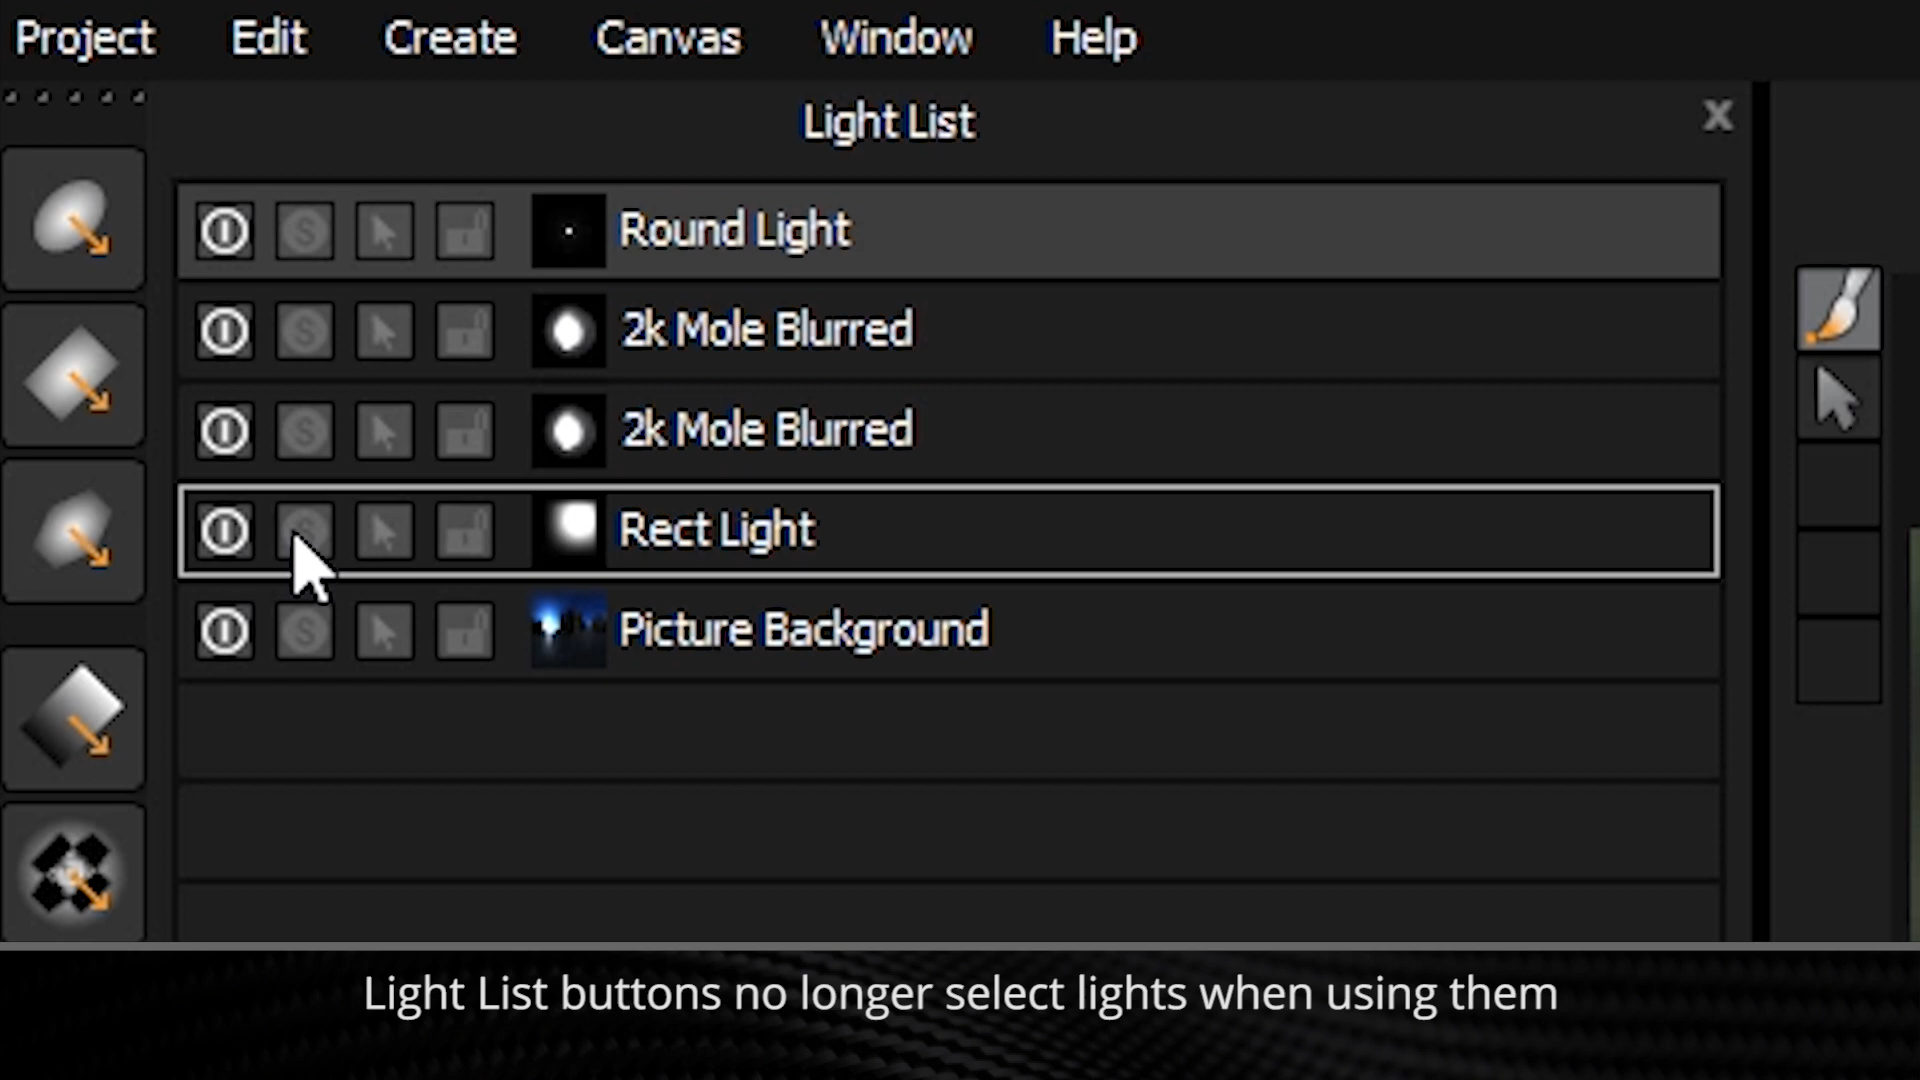 Project Edit Create Canvas Window Help
Light List X
S Round Light
S 2k Mole Blurred
S 2k Mole Blurred
S Rect Light
S Picture Background
Light List buttons no longer select lights when using them